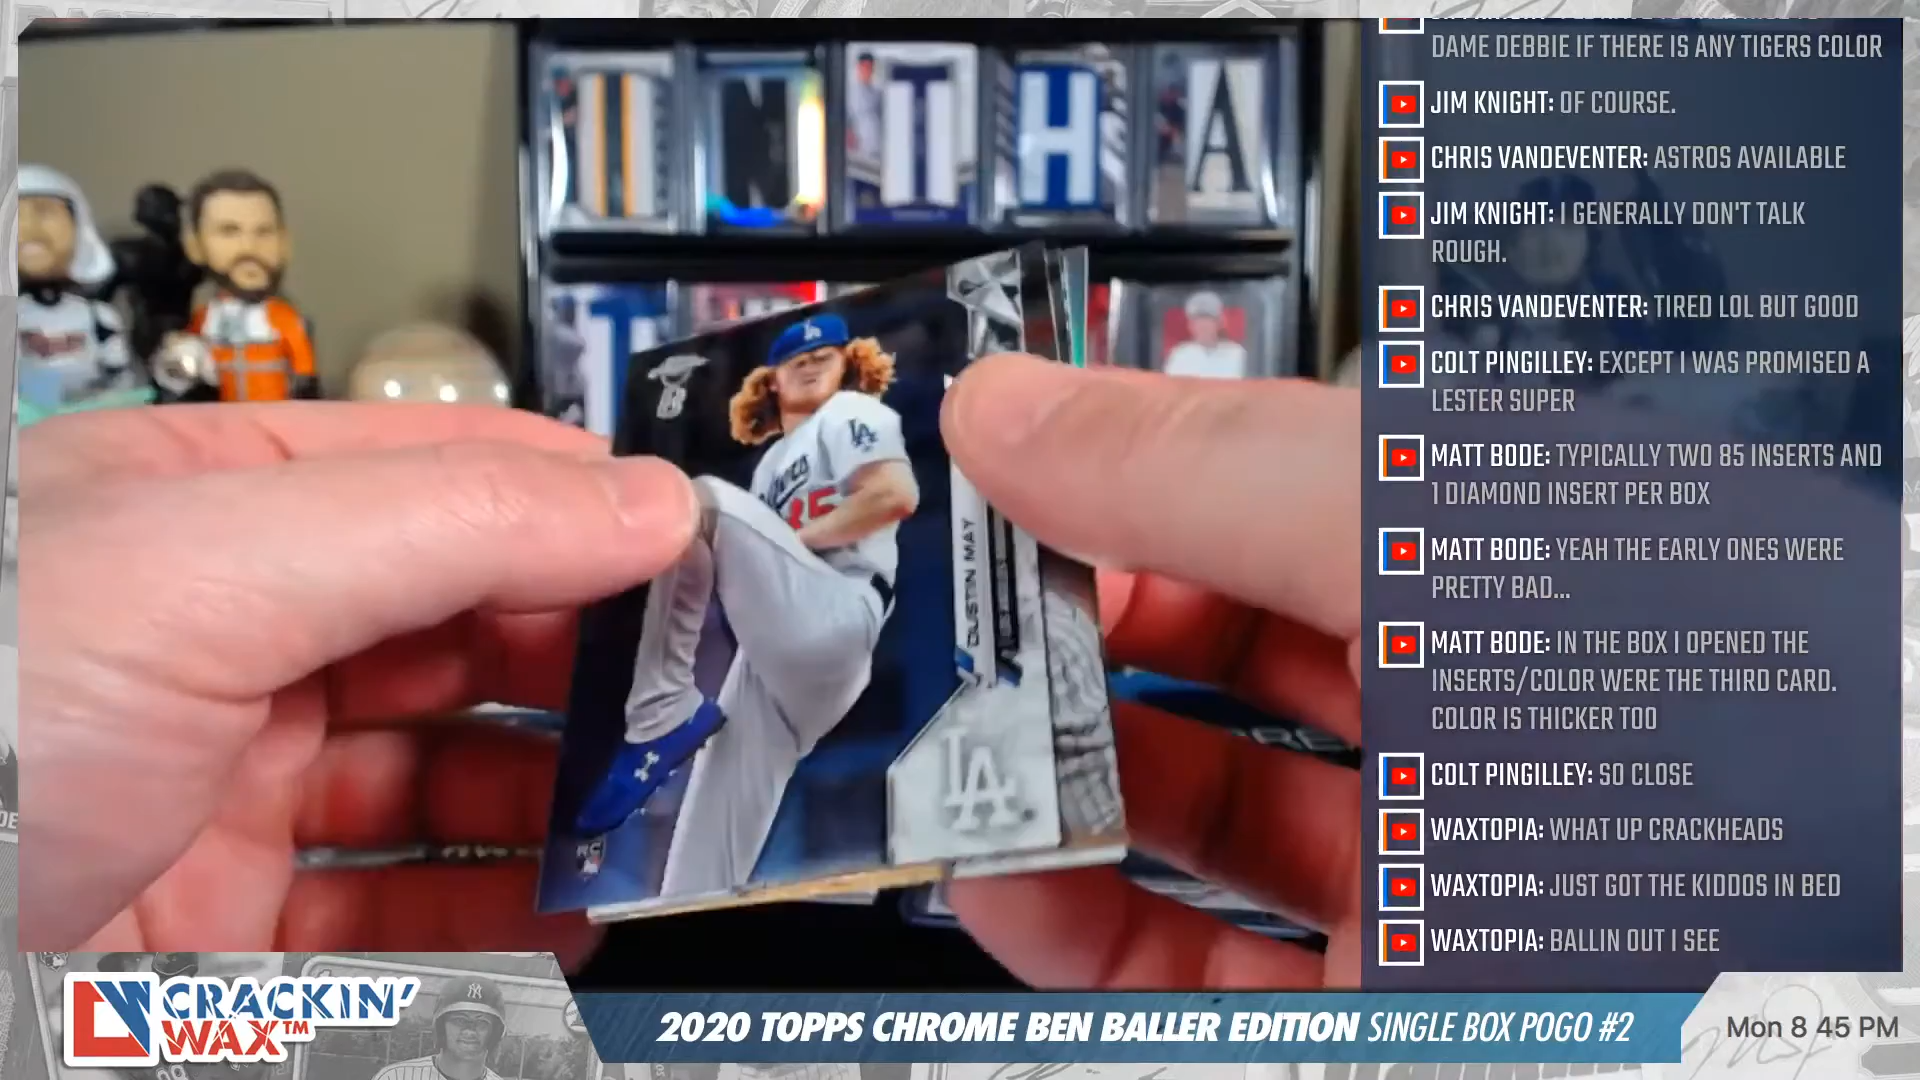 DAME DEBBIE IF THERE IS ANY TIGERS COLOR
JIM KNIGHT: OF COURSE.
CHRIS VANDEVENTER: ASTROS AVAILABLE
JIM KNIGHT: I GENERALLY DON'T TALK
ROUGH.
CHRIS VANDEVENTER: TIRED LOL BUT GOOD
COLT PINGILLEY: EXCEPT I WAS PROMISED A
LESTER SUPER
MATT BODE: TYPICALLY TWO 85 INSERTS AND
1 DIAMOND INSERT PER BOX
MATT BODE: YEAH THE EARLY ONES WERE
PRETTY BAD...
MATT BODE: IN THE BOX I OPENED THE
INSERTS/COLOR WERE THE THIRD CARD.
COLOR IS THICKER TOO
COLT PINGILLEY: SO CLOSE
WAXTOPIA: WHAT UP CRACKHEADS
WAXTOPIA: JUST GOT THE KIDDOS IN BED
WAXTOPIA: BALLIN OUT I SEE
T
H
A
T
LA
LA
85
DUSTIN MAY
LA
RC
CRACKIN'
WAX™
2020 TOPPS CHROME BEN BALLER EDITION SINGLE BOX POGO #2
Mon 8 45 PM